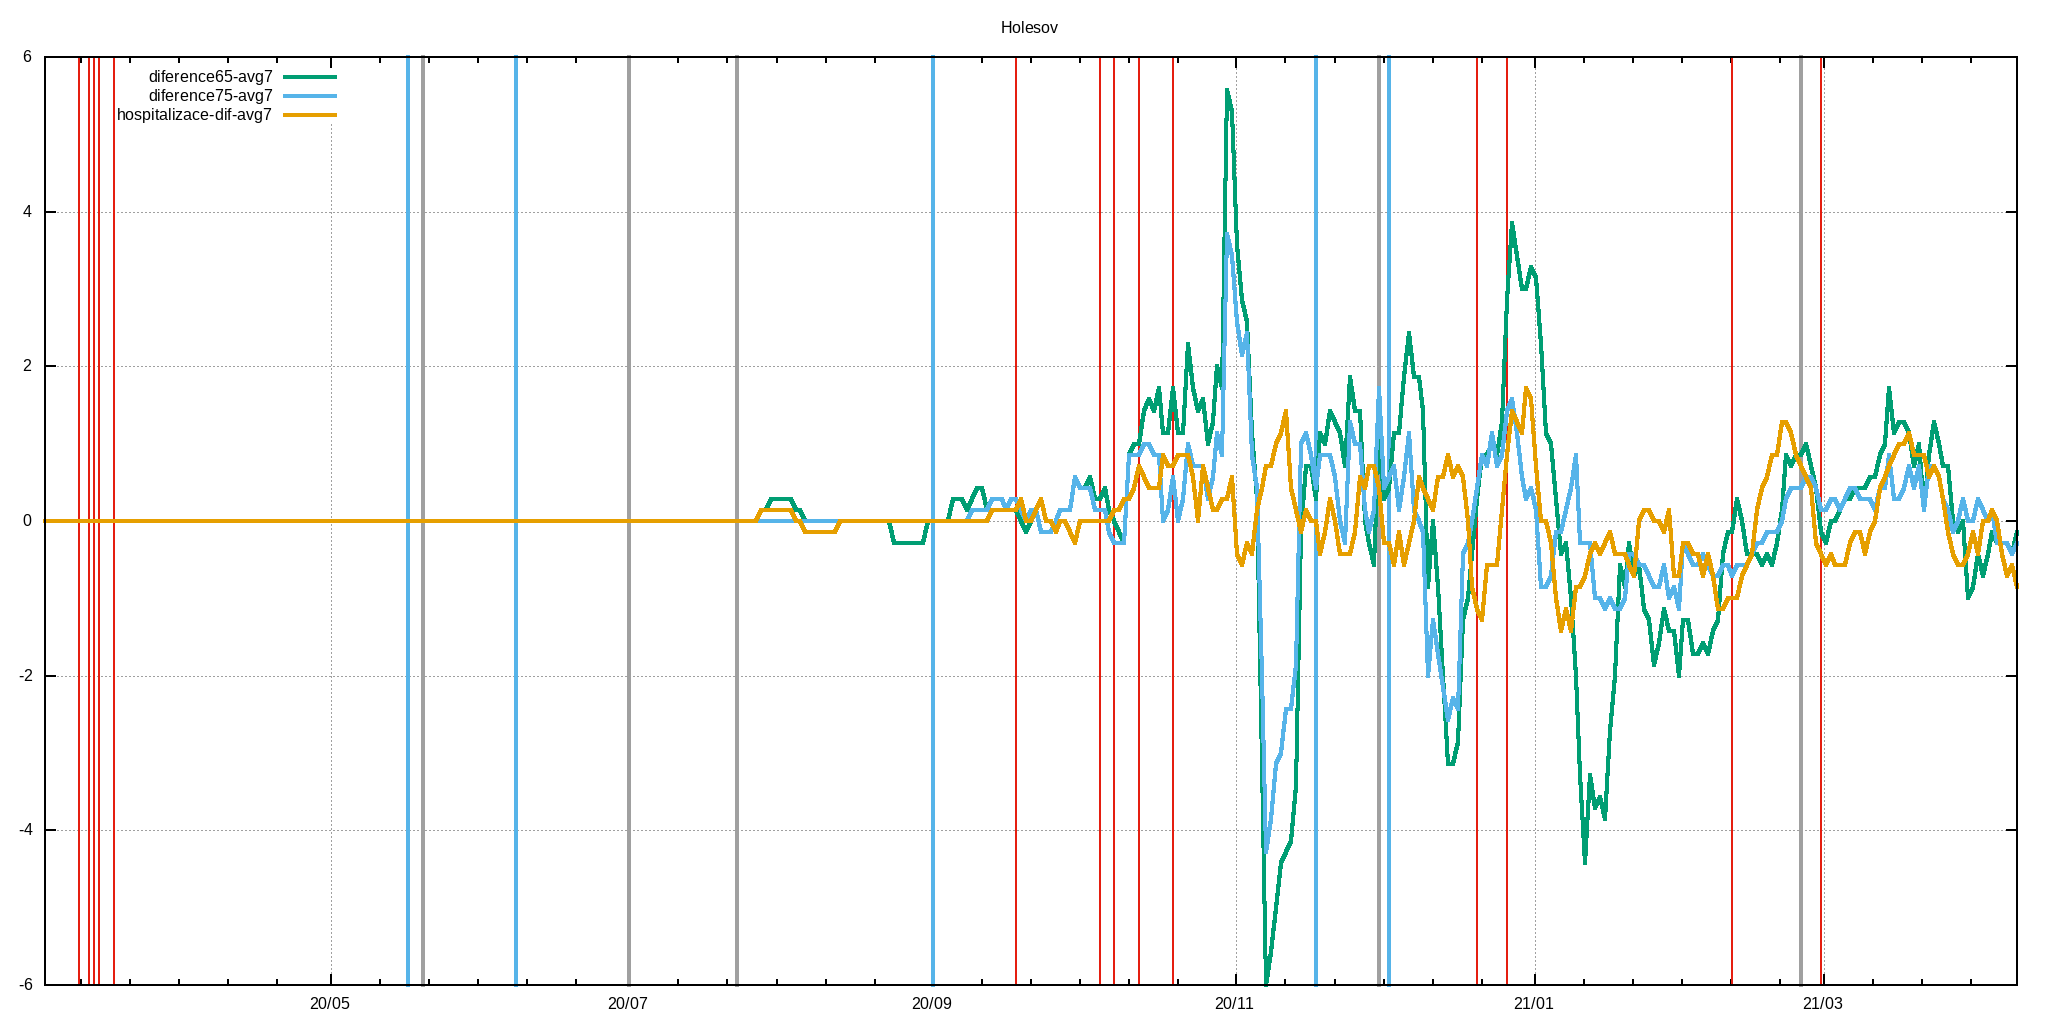 Holesov
6
diference65-avg7
diference75-avg7
hospitalizace-dif-avg7
4
2
0
-2
-4
-6
20/05 20/07 20/09 20/11 21/01 21/03